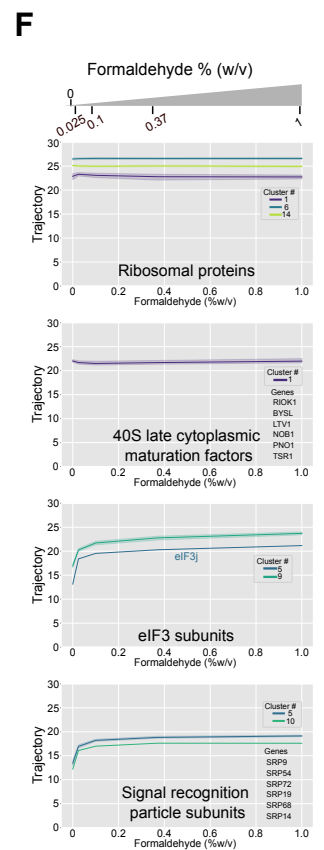 F
Formaldehyde % (w/v)
0
0.025
0.1
0.37
1
30
25
20
15
10
5
0
Trajectory
Cluster #
1
6
14
Ribosomal proteins
0 0.2 0.4 0.6 0.8 1.0
Formaldehyde (%w/v)
30
25
20
15
10
5
0
Trajectory
Cluster #
1
Genes
RIOK1
BYSL
LTV1
NOB1
PNO1
TSR1
40S late cytoplasmic
maturation factors
0 0.2 0.4 0.6 0.8 1.0
Formaldehyde (%w/v)
30
25
20
15
10
5
0
Trajectory
eIF3j
Cluster #
5
9
eIF3 subunits
0 0.2 0.4 0.6 0.8 1.0
Formaldehyde (%w/v)
30
25
20
15
10
5
0
Trajectory
Cluster #
5
10
Genes
SRP9
SRP54
SRP72
SRP19
SRP68
SRP14
Signal recognition
particle subunits
0 0.2 0.4 0.6 0.8 1.0
Formaldehyde (%w/v)